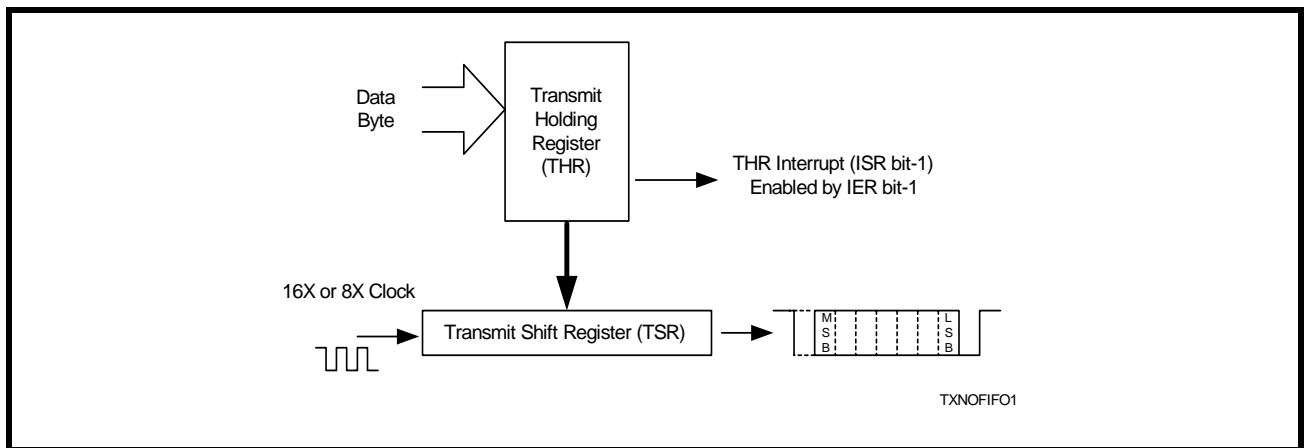 Data
Byte
Transmit
Holding
Register
(THR)
THR Interrupt (ISR bit-1)
Enabled by IER bit-1
16X or 8X Clock
Transmit Shift Register (TSR)
M
S
B
L
S
B
TXNOFIFO1